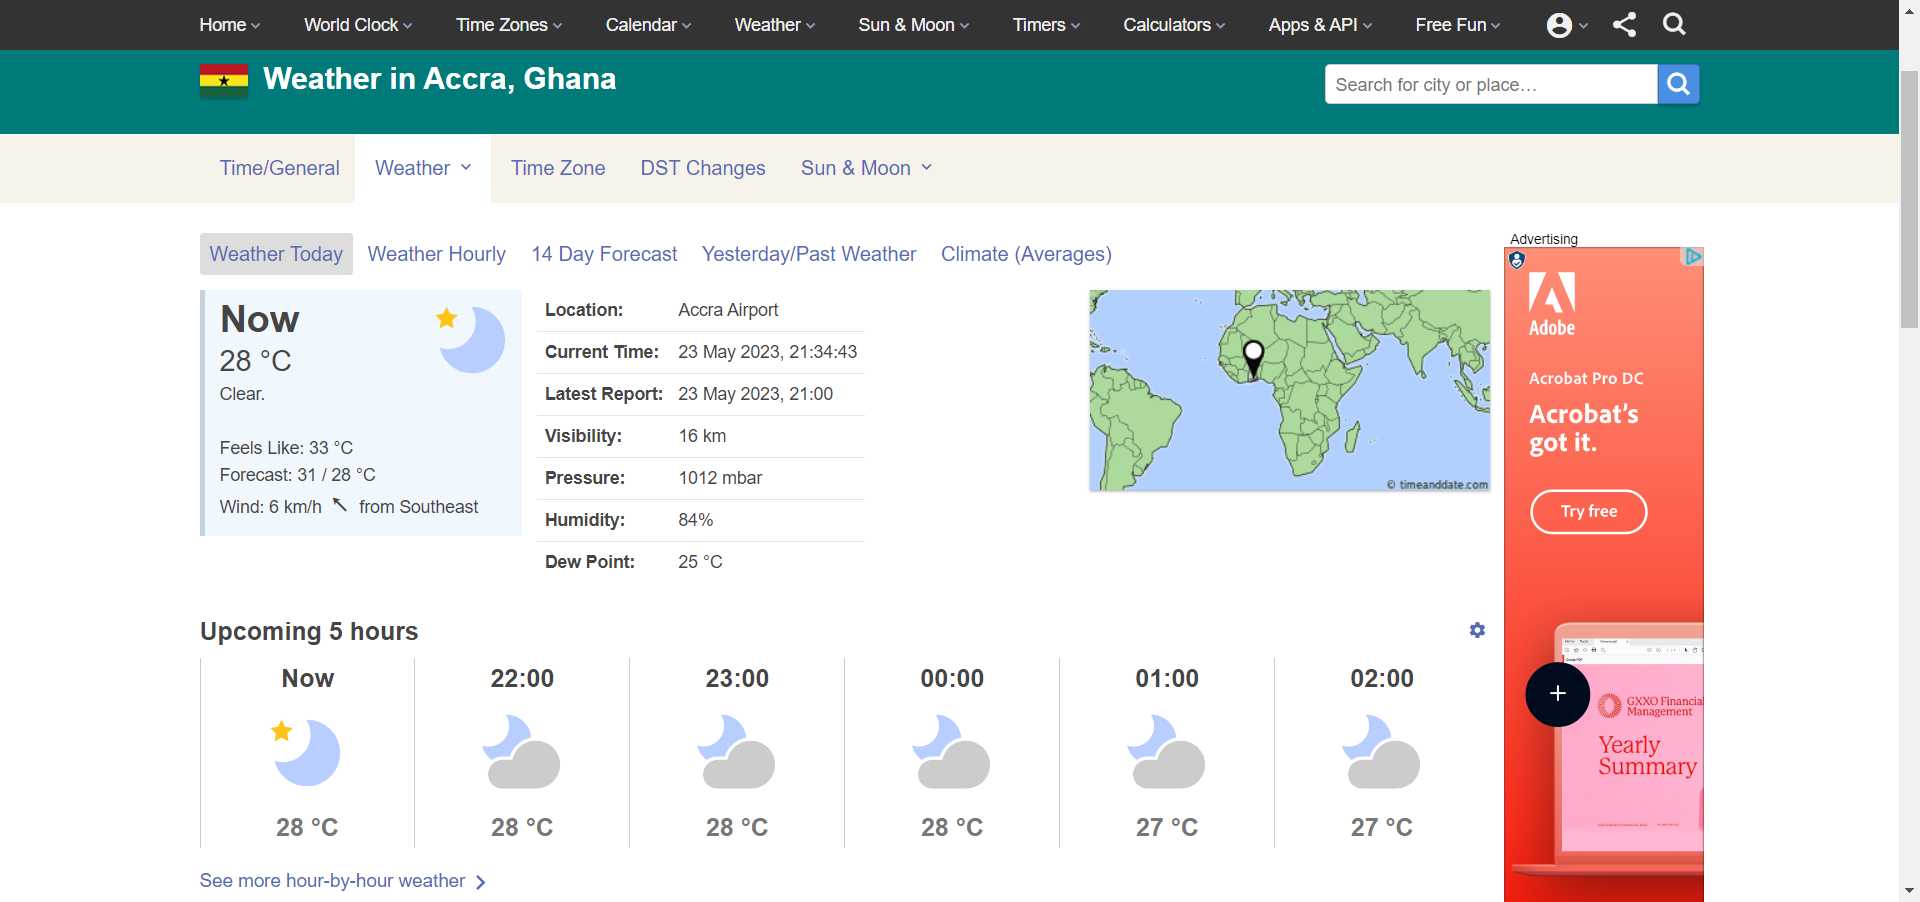 Home
World Clock
Time Zones
Calendar
Weather
Sun & Moon
Timers
Calculators
Apps & API
Free Fun
Weather in Accra, Ghana
Search for city or place…
Time/General
Weather
Time Zone
DST Changes
Sun & Moon
Weather Today
Weather Hourly
14 Day Forecast
Yesterday/Past Weather
Climate (Averages)
Now
28 °C
Clear.
Feels Like: 33 °C
Forecast: 31 / 28 °C
Wind: 6 km/h from Southeast
Location: Accra Airport
Current Time: 23 May 2023, 21:34:43
Latest Report: 23 May 2023, 21:00
Visibility: 16 km
Pressure: 1012 mbar
Humidity: 84%
Dew Point: 25 °C
© timeanddate.com
Advertising
Adobe
Acrobat Pro DC
Acrobat's
got it.
Try free
GXXO Financial
Management
Yearly
Summary
Upcoming 5 hours
Now
22:00
23:00
00:00
01:00
02:00
28 °C
28 °C
28 °C
28 °C
27 °C
27 °C
See more hour-by-hour weather